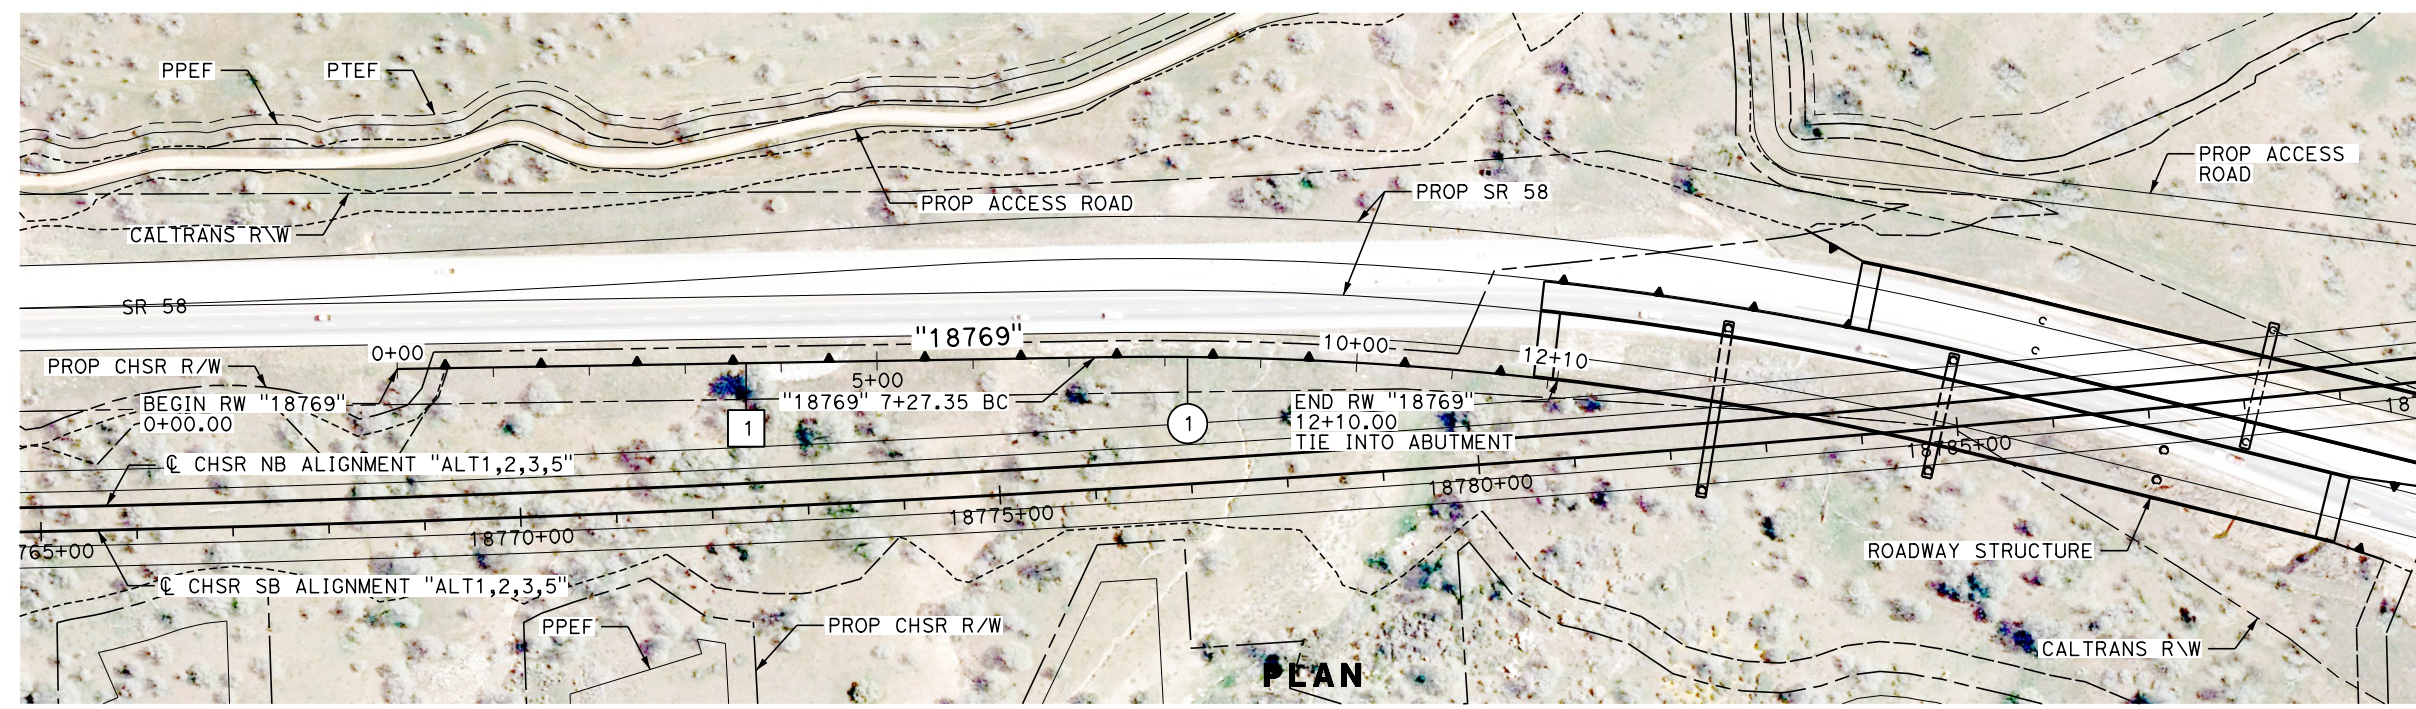 PPEF
PTEF
PROP ACCESS
ROAD
PROP SR 58
PROP ACCESS ROAD
CALTRANS R\W
SR 58
"18769"
0+00
10+00
12+10
PROP CHSR R/W
5+00
BEGIN RW "18769"
0+00.00
"18769" 7+27.35 BC
END RW "18769"
12+10.00
TIE INTO ABUTMENT
18
1
1
18785+00
℄ CHSR NB ALIGNMENT "ALT1,2,3,5"
18780+00
18775+00
18770+00
765+00
ROADWAY STRUCTURE
℄ CHSR SB ALIGNMENT "ALT1,2,3,5"
PPEF
PROP CHSR R/W
CALTRANS R\W
PLAN